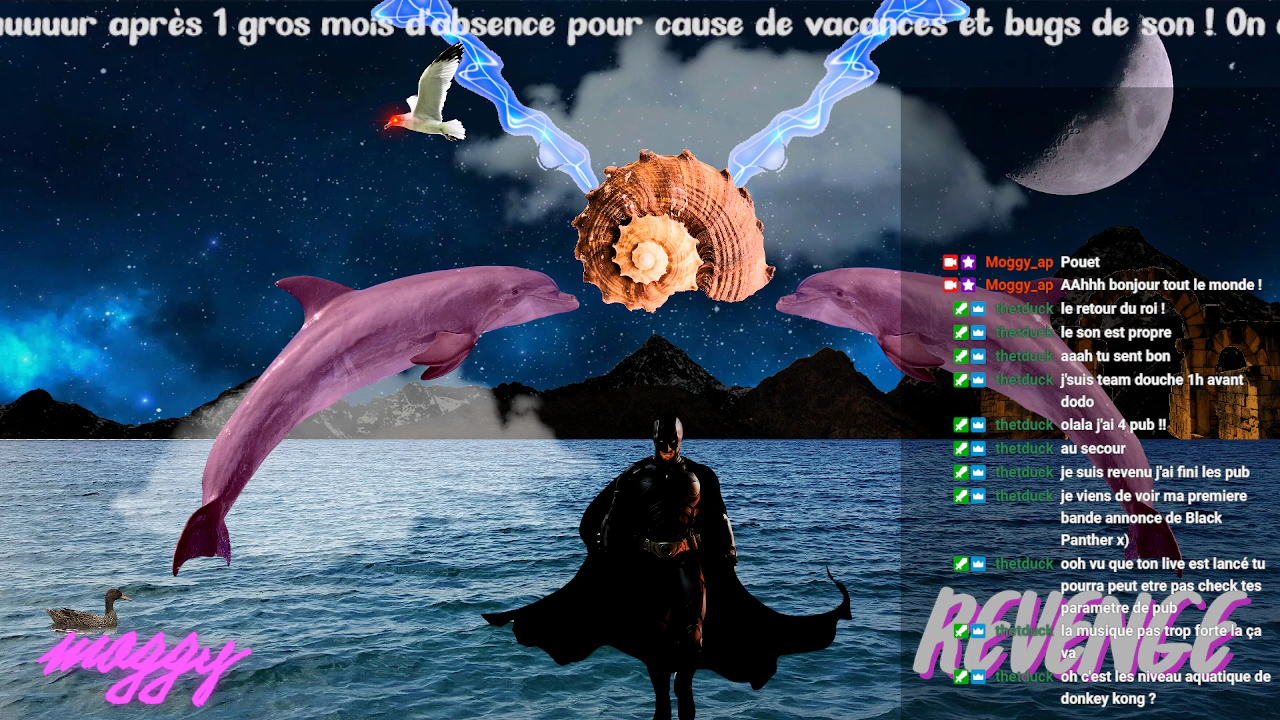 uuuuur après 1 gros mois d'absence pour cause de vacances et bugs de son ! On
Moggy_ap Pouet
Moggy_ap AAhhh bonjour tout le monde !
thetduck le retour du roi !
thetduck le son est propre
thetduck aaah tu sent bon
thetduck j'suis team douche 1h avant
dodo
thetduck olala j'ai 4 pub !!
thetduck au secour
thetduck je suis revenu j'ai fini les pub
thetduck je viens de voir ma premiere
bande annonce de Black
Panther x)
thetduck ooh vu que ton live est lancé tu
pourra peut etre pas check tes
parametre de pub
thetduck la musique pas trop forte la ça
va
thetduck oh c'est les niveau aquatique de
donkey kong ?
moggy
REVENGE